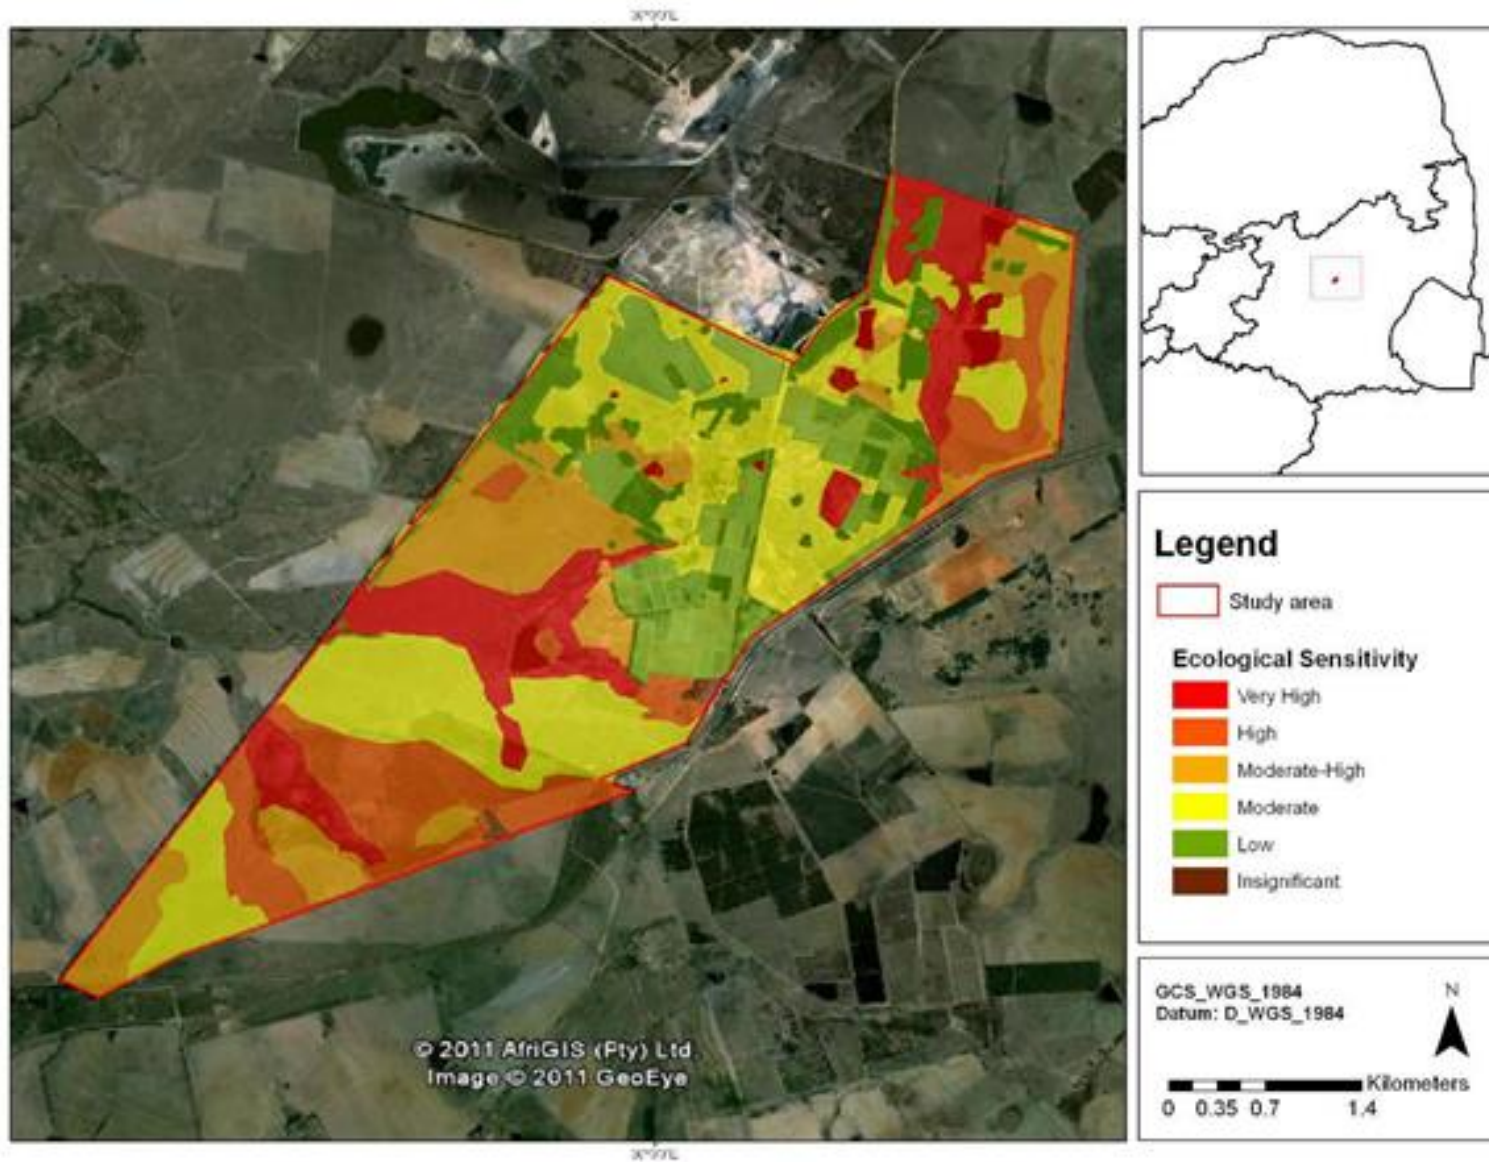 Legend
Study area
Ecological Sensitivity
Very High
High
Moderate-High
Moderate
Low
Insignificant
GCS_WGS_1984
Datum: D_WGS_1984
N
Kilometers
0 0.35 0.7 1.4
© 2011 AfriGIS (Pty) Ltd
Image © 2011 GeoEye